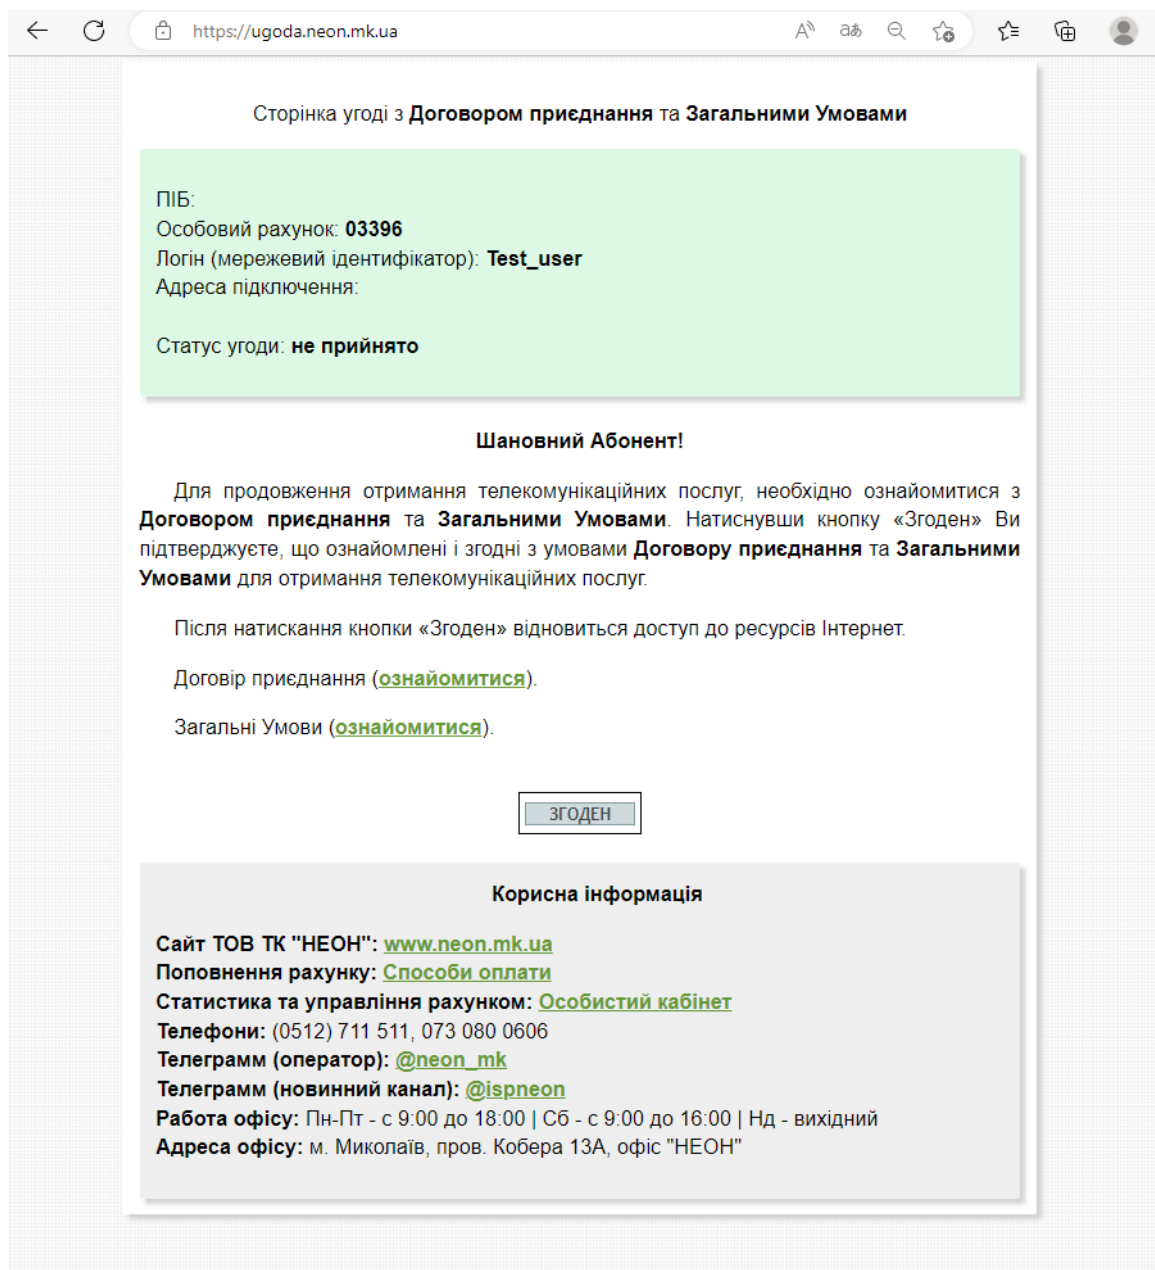 https://ugoda.neon.mk.ua
Сторінка угоді з Договором приєднання та Загальними Умовами
ПІБ:
Особовий рахунок: 03396
Логін (мережевий ідентифікатор): Test_user
Адреса підключення:
Статус угоди: не прийнято
Шановний Абонент!
Для продовження отримання телекомунікаційних послуг, необхідно ознайомитися з
Договором приєднання та Загальними Умовами. Натиснувши кнопку «Згоден» Ви
підтверджуєте, що ознайомлені і згодні з умовами Договору приєднання та Загальними
Умовами для отримання телекомунікаційних послуг.
Після натискання кнопки «Згоден» відновиться доступ до ресурсів Інтернет.
Договір приєднання (ознайомитися).
Загальні Умови (ознайомитися).
ЗГОДЕН
Корисна інформація
Сайт ТОВ ТК "НЕОН": www.neon.mk.ua
Поповнення рахунку: Способи оплати
Статистика та управління рахунком: Особистий кабінет
Телефони: (0512) 711 511, 073 080 0606
Телеграмм (оператор): @neon_mk
Телеграмм (новинний канал): @ispneon
Работа офісу: Пн-Пт - с 9:00 до 18:00 | Сб - с 9:00 до 16:00 | Нд - вихідний
Адреса офісу: м. Миколаїв, пров. Кобера 13А, офіс "НЕОН"